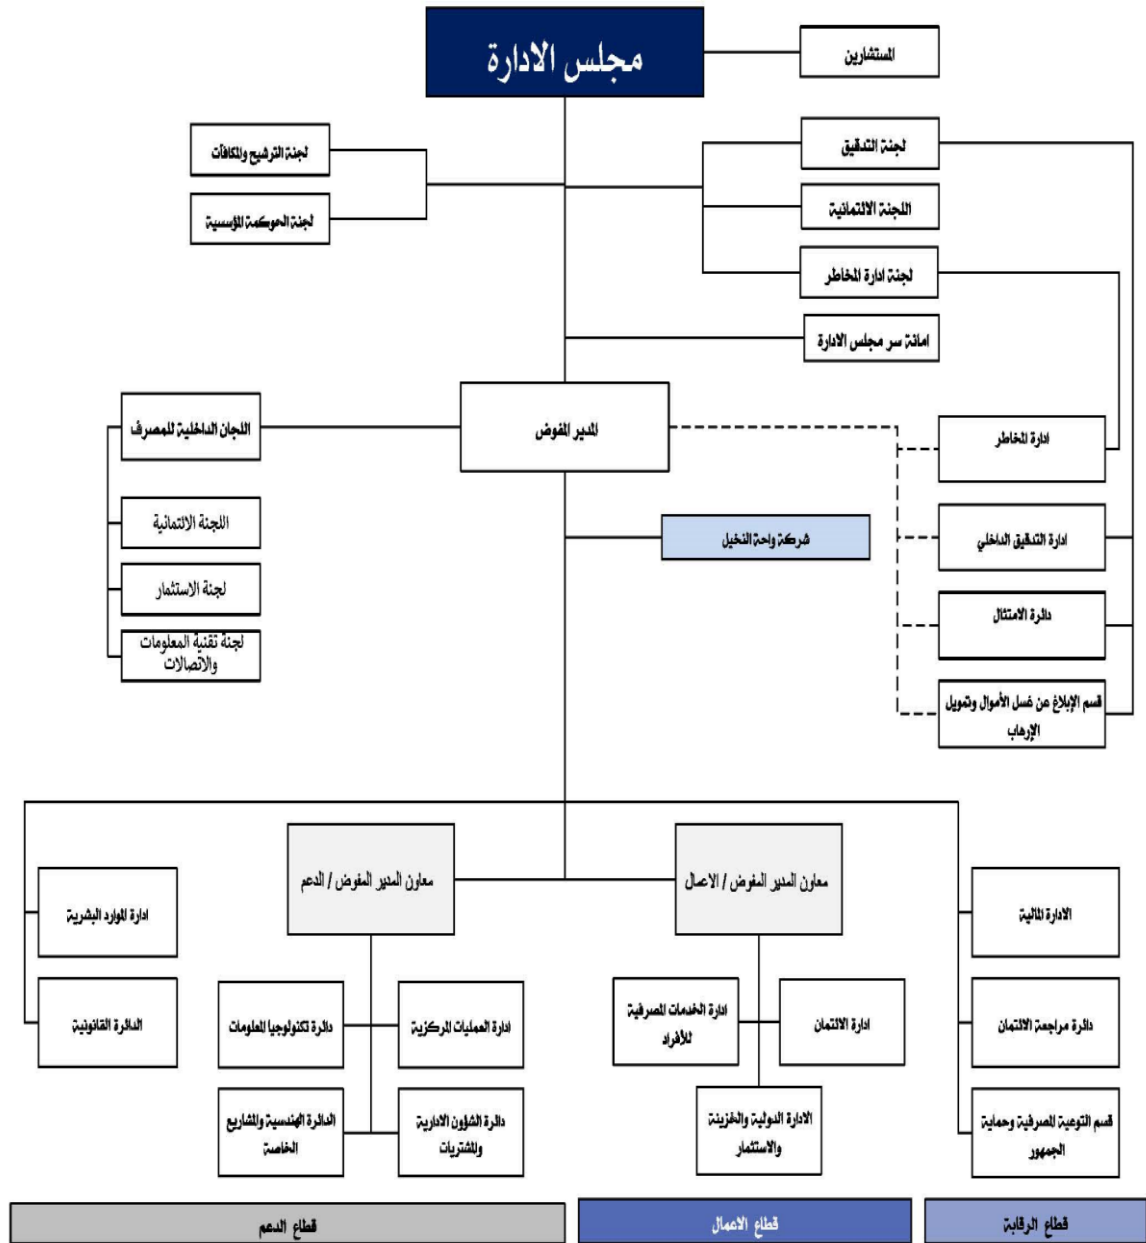 مجلس الادارة
المستشارين
لجنة التدقيق
لجنة الترشيح والمكافآت
اللجنة الائتمانية
لجنة الحوكمة المؤسسية
لجنة ادارة المخاطر
امانة سر مجلس الادارة
المدير المفوض
اللجان الداخلية للمصرف
ادارة المخاطر
اللجنة الائتمانية
شركة واحة النخيل
ادارة التدقيق الداخلي
لجنة الاستثمار
دائرة الامتثال
لجنة تقنية المعلومات
والاتصالات
قسم الإبلاغ عن غسل الأموال وتمويل
الإرهاب
معاون المدير المفوض / الاعمال
معاون المدير المفوض / الدعم
الادارة المالية
ادارة الموارد البشرية
دائرة مراجعة الائتمان
ادارة الائتمان
ادارة الخدمات المصرفية
للأفراد
ادارة العمليات المركزية
دائرة تكنولوجيا المعلومات
الدائرة القانونية
قسم التوعية المصرفية وحماية
الجمهور
الادارة الدولية والخزينة
والاستثمار
دائرة الشؤون الادارية
والمشتريات
الدائرة الهندسية والمشاريع
الخاصة
قطاع الرقابة
قطاع الاعمال
قطاع الدعم